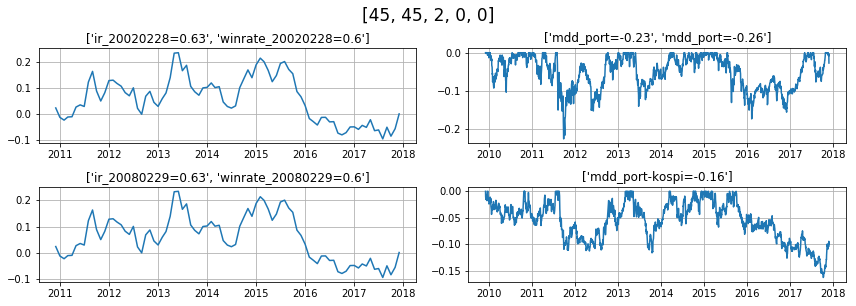 [45, 45, 2, 0, 0]
['ir_20020228=0.63', 'winrate_20020228=0.6']
0.2
0.1
0.0
−0.1
2011 2012 2013 2014 2015 2016 2017 2018
['mdd_port=-0.23', 'mdd_port=-0.26']
0.0
−0.1
−0.2
2010 2011 2012 2013 2014 2015 2016 2017 2018
['ir_20080229=0.63', 'winrate_20080229=0.6']
0.2
0.1
0.0
−0.1
2011 2012 2013 2014 2015 2016 2017 2018
['mdd_port-kospi=-0.16']
0.00
−0.05
−0.10
−0.15
2010 2011 2012 2013 2014 2015 2016 2017 2018